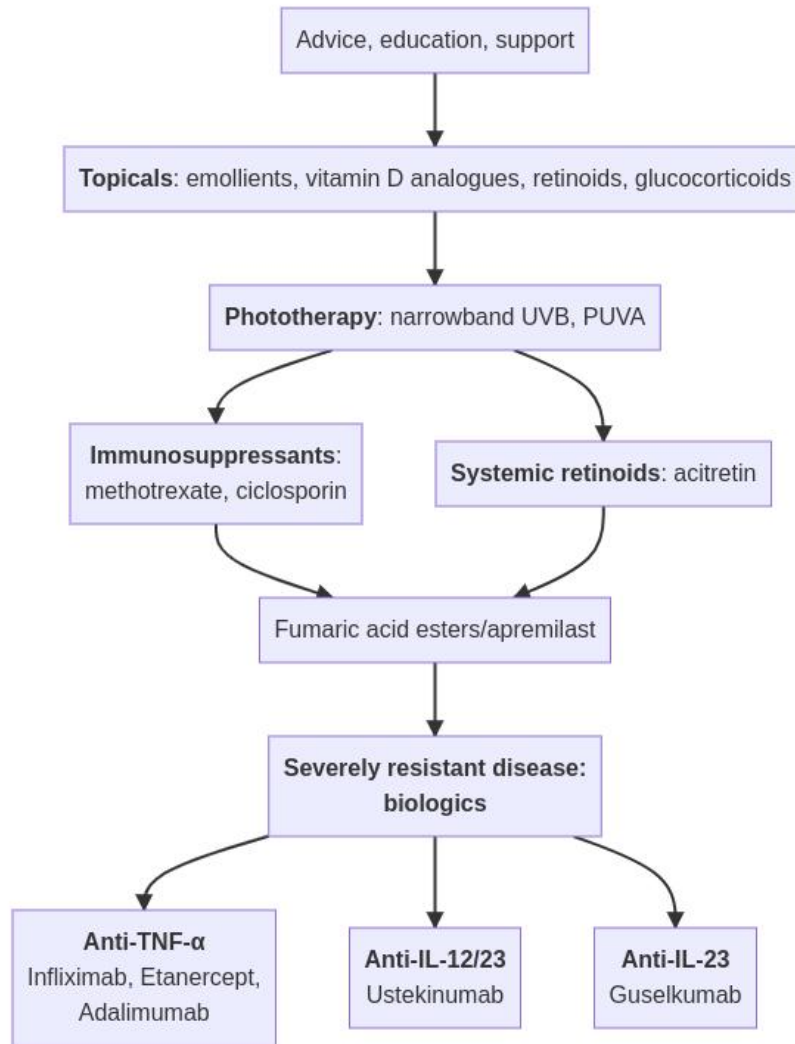 Advice, education, support
Topicals: emollients, vitamin D analogues, retinoids, glucocorticoids
Phototherapy: narrowband UVB, PUVA
Immunosuppressants:
methotrexate, ciclosporin
Systemic retinoids: acitretin
Fumaric acid esters/apremilast
Severely resistant disease:
biologics
Anti-TNF-α
Infliximab, Etanercept,
Adalimumab
Anti-IL-12/23
Ustekinumab
Anti-IL-23
Guselkumab